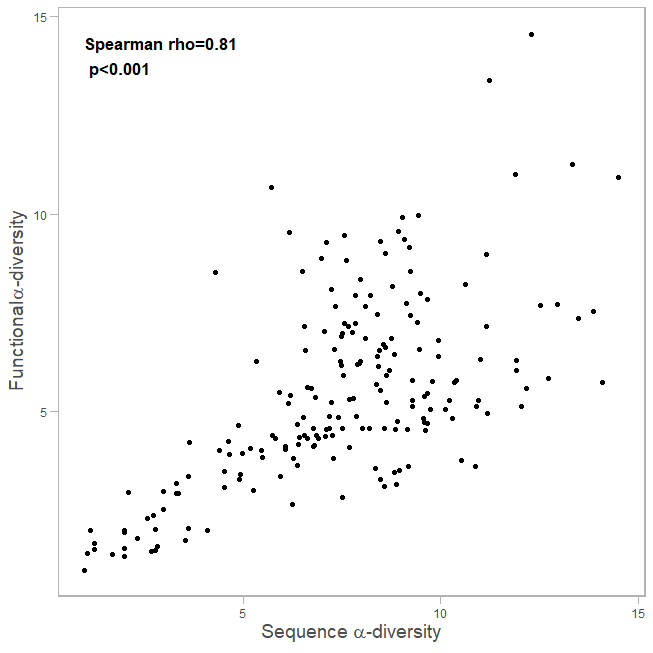 Spearman rho=0.81
p<0.001
15
10
5
Functionalα-diversity
5
10
15
Sequence α-diversity